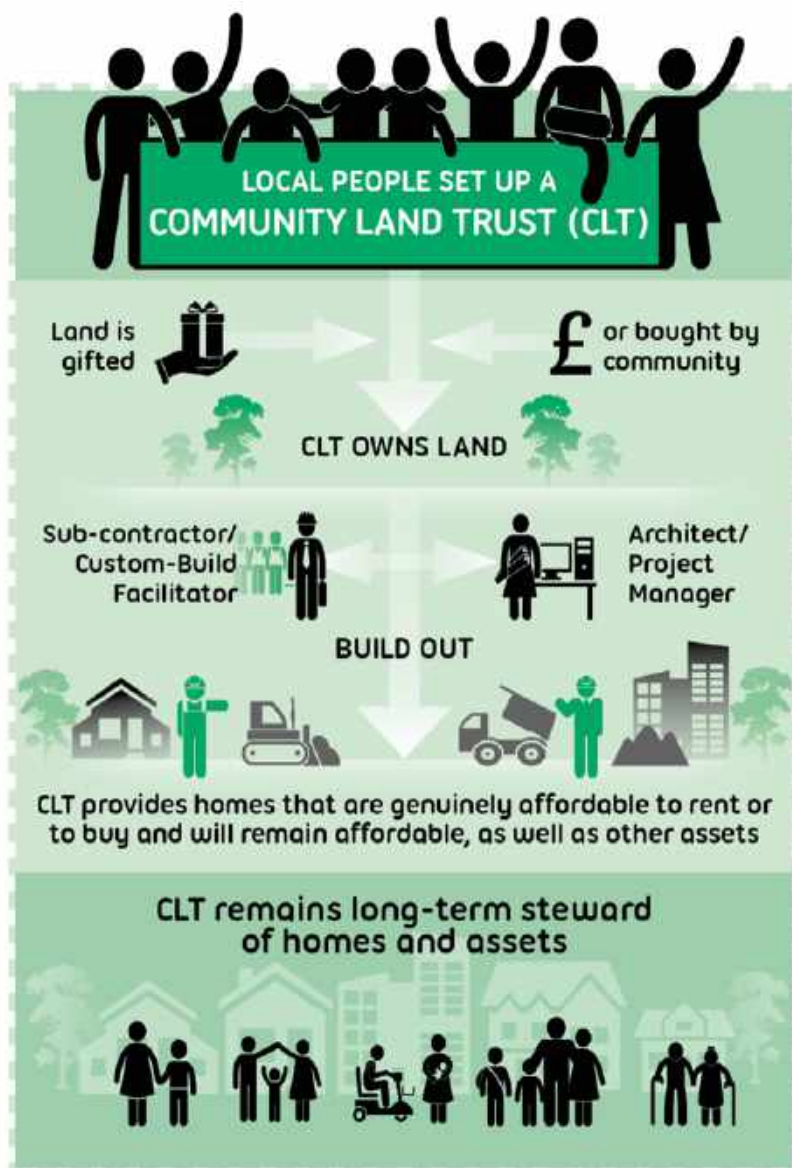 LOCAL PEOPLE SET UP A
COMMUNITY LAND TRUST (CLT)
Land is
gifted
£ or bought by
community
CLT OWNS LAND
Sub-contractor/
Custom-Build
Facilitator
Architect/
Project
Manager
BUILD OUT
CLT provides homes that are genuinely affordable to rent or
to buy and will remain affordable, as well as other assets
CLT remains long-term steward
of homes and assets